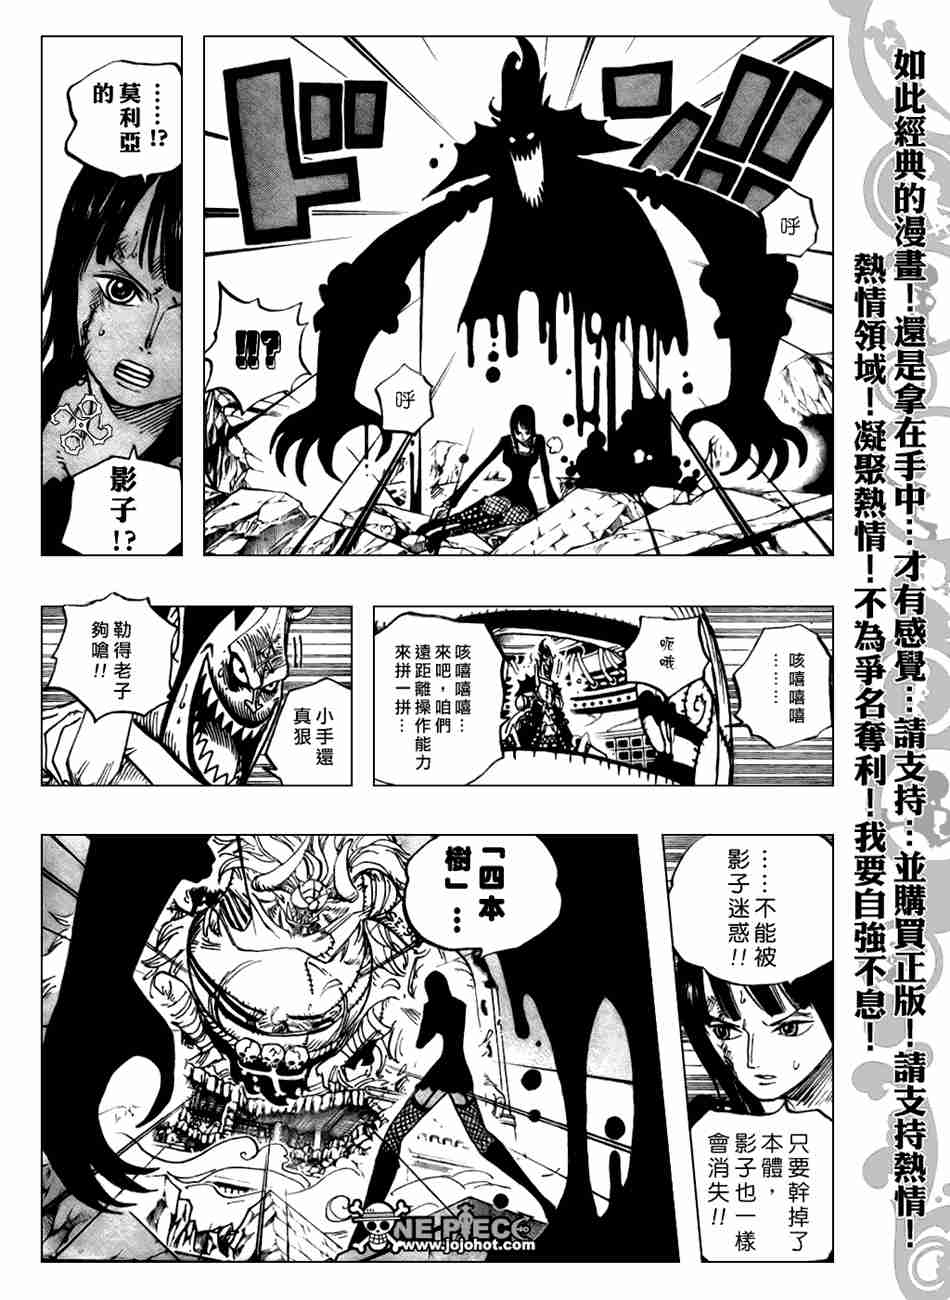 ドン!!
呼
呼
!!?
……!?
莫利亞
的
影子!?
咳嘻嘻嘻
………
呃哦
咳嘻嘻嘻…
來吧,咱們
遠距離操作能力
來拼一拼…
小手還
真狠
勒得老子
夠嗆!!
……不能被
影子迷惑!!
只要幹掉了
本體,
影子也一樣
會消失!!
「四本
樹」…
ONE PIECE
www.jojohot.com
如此經典的漫畫!還是拿在手中…才有感覺…請支持…並購買正版!請支持熱情!
熱情領域!凝聚熱情!不為爭名奪利!我要自強不息!